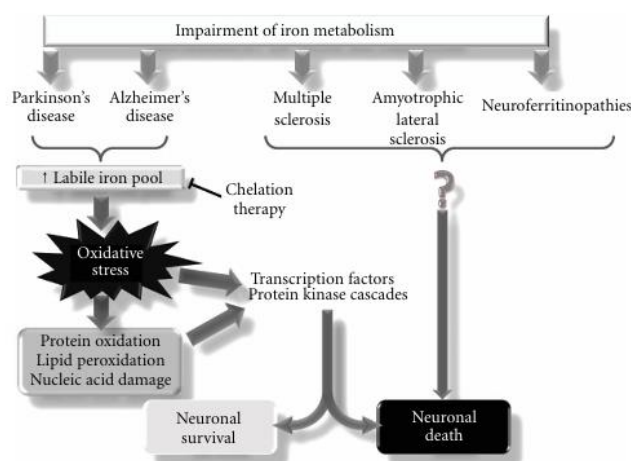 Impairment of iron metabolism
Parkinson's
disease
Alzheimer's
disease
Multiple
sclerosis
Amyotrophic
lateral
sclerosis
Neuroferritinopathies
↑ Labile iron pool
Chelation
therapy
?
Oxidative
stress
Transcription factors
Protein kinase cascades
Protein oxidation
Lipid peroxidation
Nucleic acid damage
Neuronal
survival
Neuronal
death